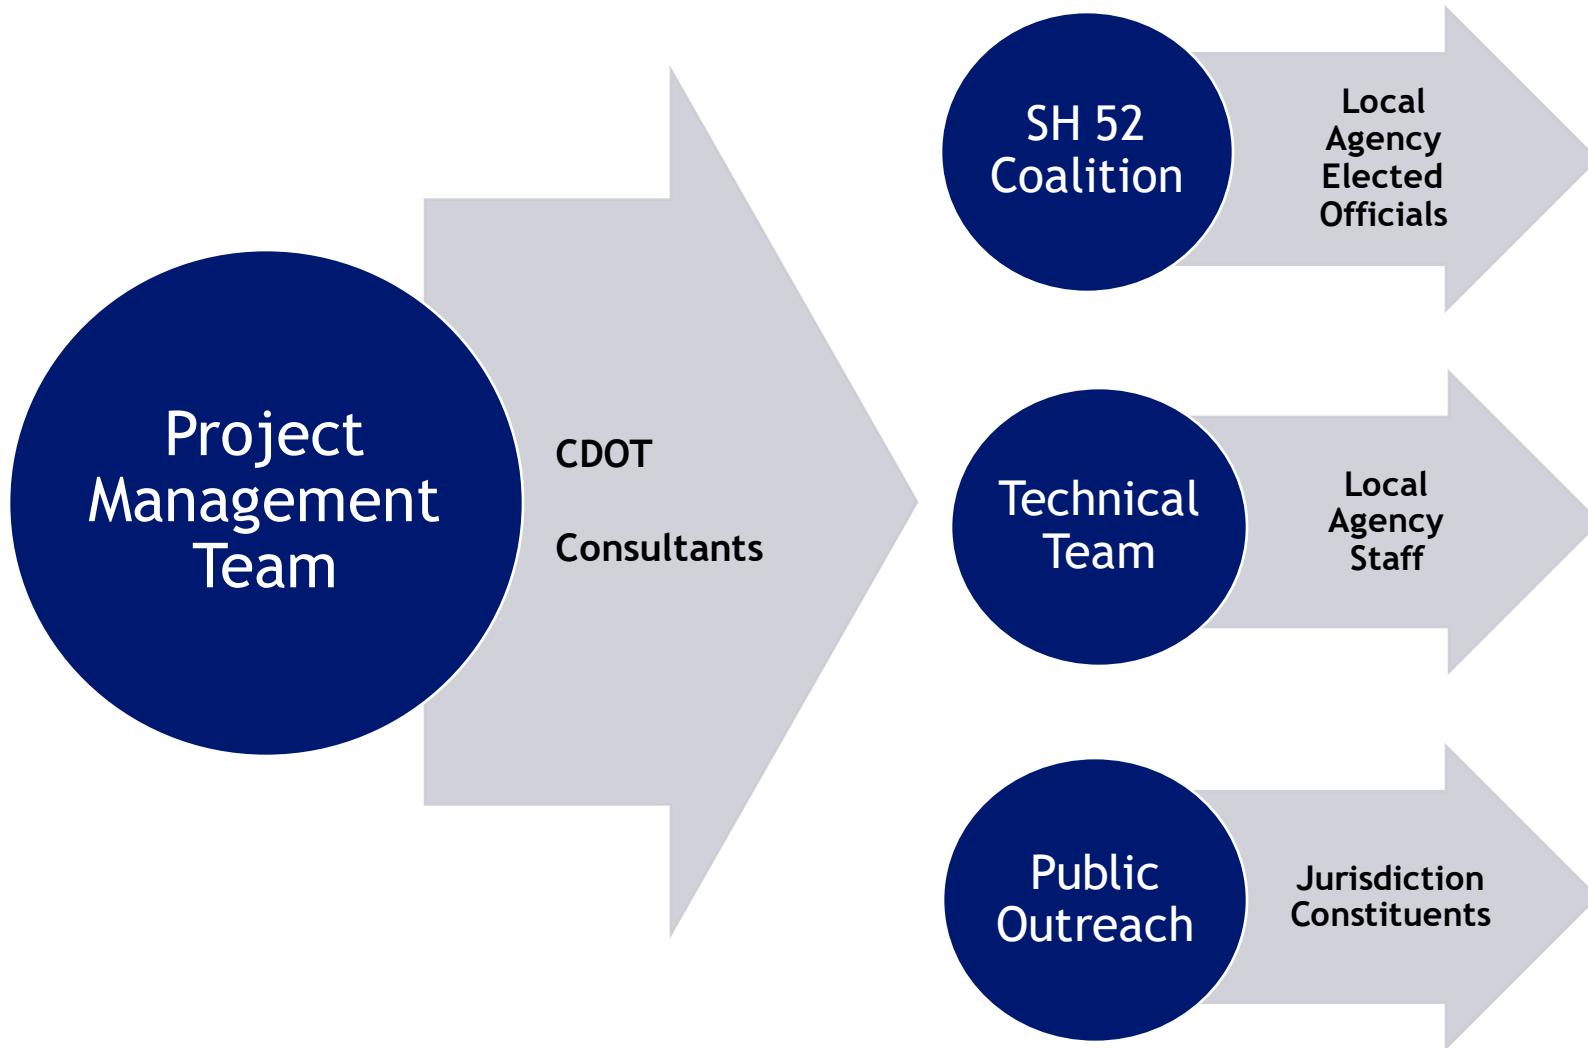 Project
Management
Team
CDOT
Consultants
SH 52
Coalition
Local
Agency
Elected
Officials
Technical
Team
Local
Agency
Staff
Public
Outreach
Jurisdiction
Constituents